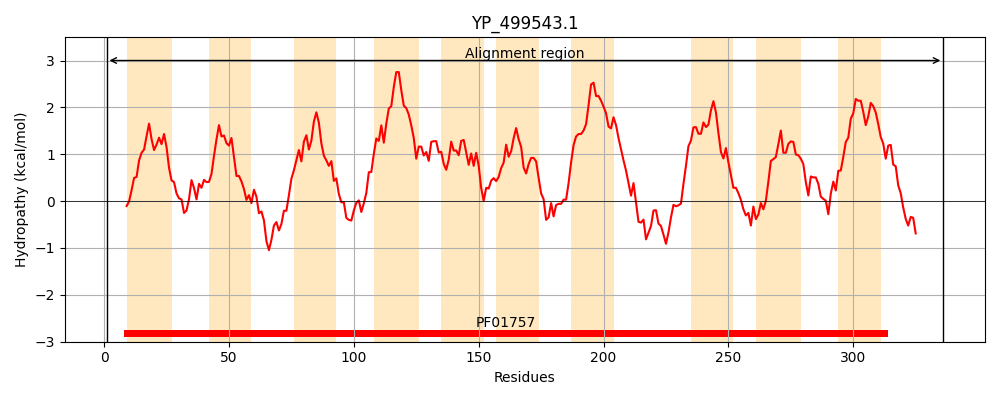 YP_499543.1
Alignment region
3
2
1
0
−1
−2
−3
Hydropathy (kcal/mol)
PF01757
0 50 100 150 200 250 300
Residues